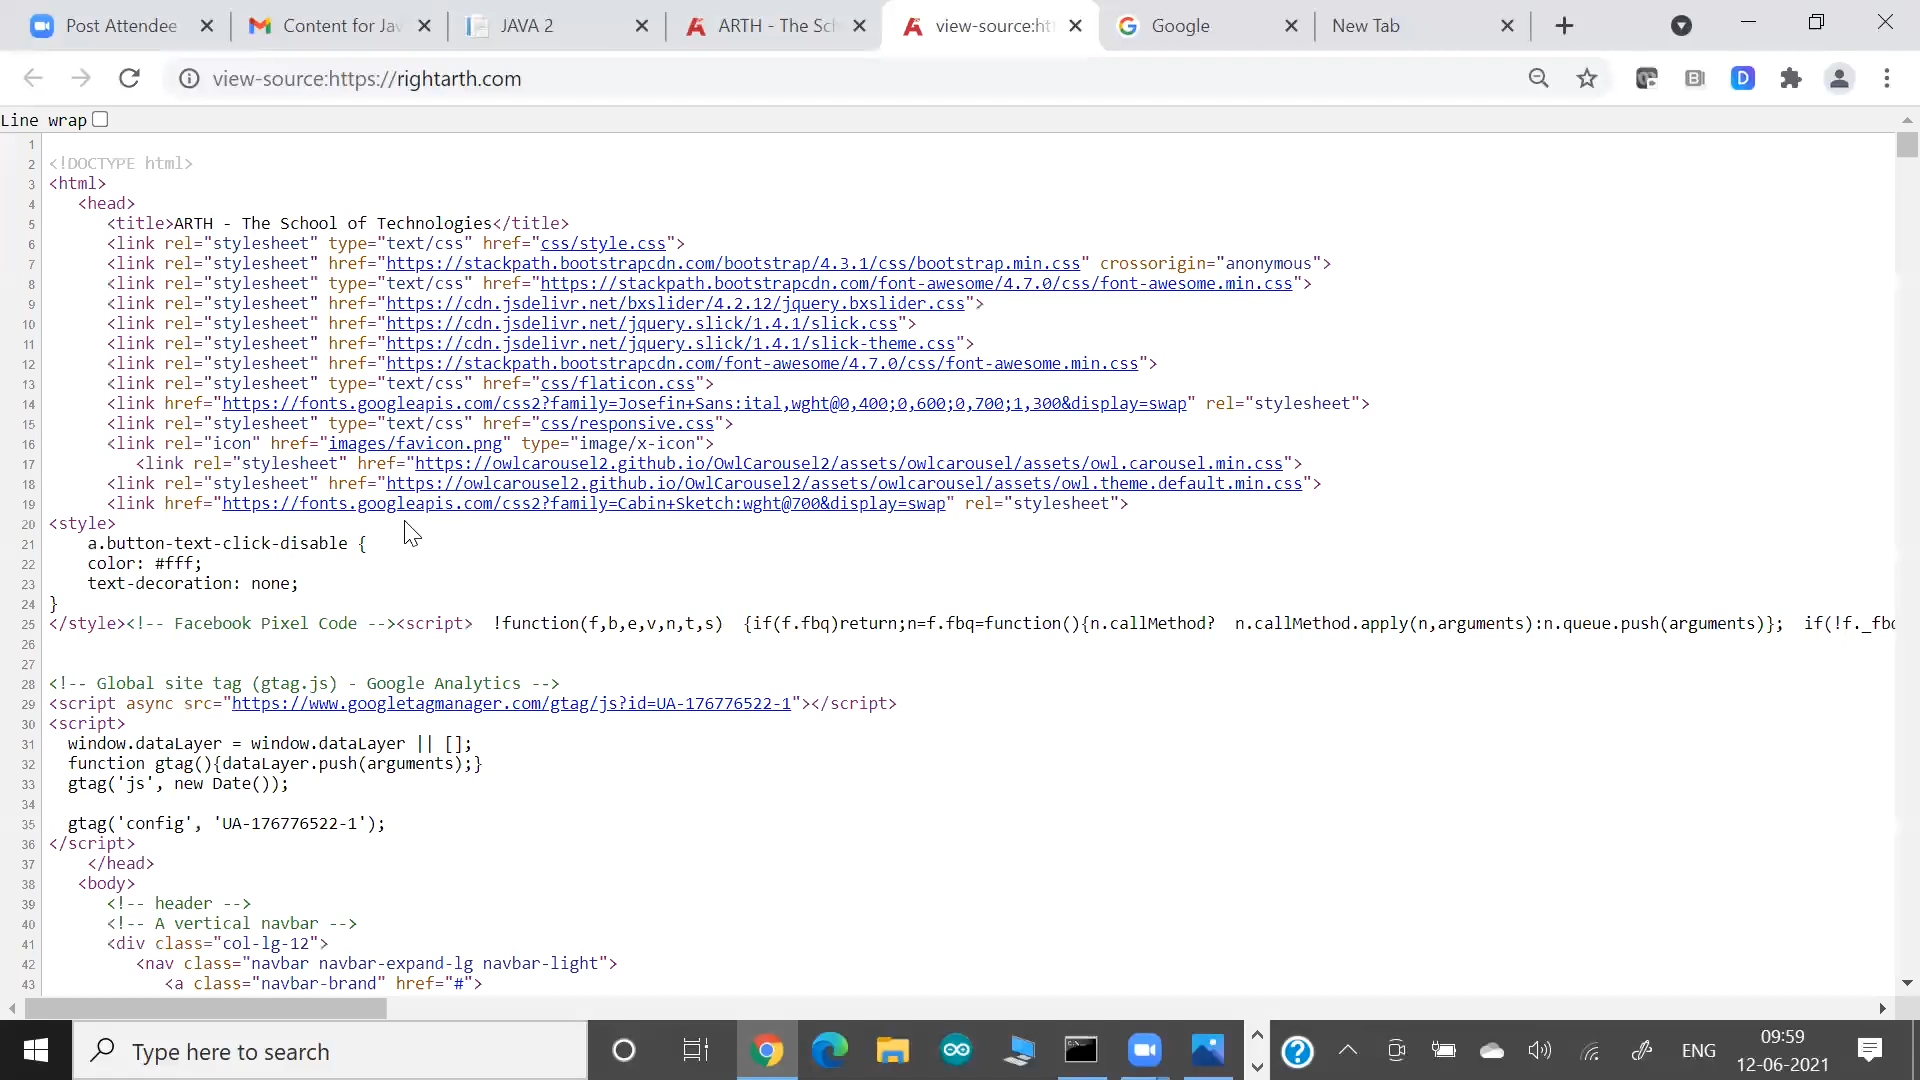 Post Attendee
Content for Jav
JAVA 2
ARTH - The Sch
view-source:htt
Google
New Tab
view-source:https://rightarth.com
Line wrap
1
2 <!DOCTYPE html>
3 <html>
4 <head>
5 <title>ARTH - The School of Technologies</title>
6 <link rel="stylesheet" type="text/css" href="css/style.css">
7 <link rel="stylesheet" href="https://stackpath.bootstrapcdn.com/bootstrap/4.3.1/css/bootstrap.min.css" crossorigin="anonymous">
8 <link rel="stylesheet" type="text/css" href="https://stackpath.bootstrapcdn.com/font-awesome/4.7.0/css/font-awesome.min.css">
9 <link rel="stylesheet" href="https://cdn.jsdelivr.net/bxslider/4.2.12/jquery.bxslider.css">
10 <link rel="stylesheet" href="https://cdn.jsdelivr.net/jquery.slick/1.4.1/slick.css">
11 <link rel="stylesheet" href="https://cdn.jsdelivr.net/jquery.slick/1.4.1/slick-theme.css">
12 <link rel="stylesheet" href="https://stackpath.bootstrapcdn.com/font-awesome/4.7.0/css/font-awesome.min.css">
13 <link rel="stylesheet" type="text/css" href="css/flaticon.css">
14 <link href="https://fonts.googleapis.com/css2?family=Josefin+Sans:ital,wght@0,400;0,600;0,700;1,300&display=swap" rel="stylesheet">
15 <link rel="stylesheet" type="text/css" href="css/responsive.css">
16 <link rel="icon" href="images/favicon.png" type="image/x-icon">
17 <link rel="stylesheet" href="https://owlcarousel2.github.io/OwlCarousel2/assets/owlcarousel/assets/owl.carousel.min.css">
18 <link rel="stylesheet" href="https://owlcarousel2.github.io/OwlCarousel2/assets/owlcarousel/assets/owl.theme.default.min.css">
19 <link href="https://fonts.googleapis.com/css2?family=Cabin+Sketch:wght@700&display=swap" rel="stylesheet">
20 <style>
21 a.button-text-click-disable {
22 color: #fff;
23 text-decoration: none;
24 }
25 </style><!-- Facebook Pixel Code --><script> !function(f,b,e,v,n,t,s) {if(f.fbq)return;n=f.fbq=function(){n.callMethod? n.callMethod.apply(n,arguments):n.queue.push(arguments)}; if(!f._fbq
26
27
28 <!-- Global site tag (gtag.js) - Google Analytics -->
29 <script async src="https://www.googletagmanager.com/gtag/js?id=UA-176776522-1"></script>
30 <script>
31 window.dataLayer = window.dataLayer || [];
32 function gtag(){dataLayer.push(arguments);}
33 gtag('js', new Date());
34
35 gtag('config', 'UA-176776522-1');
36 </script>
37 </head>
38 <body>
39 <!-- header -->
40 <!-- A vertical navbar -->
41 <div class="col-lg-12">
42 <nav class="navbar navbar-expand-lg navbar-light">
43 <a class="navbar-brand" href="#">
Type here to search
ENG
09:59
12-06-2021